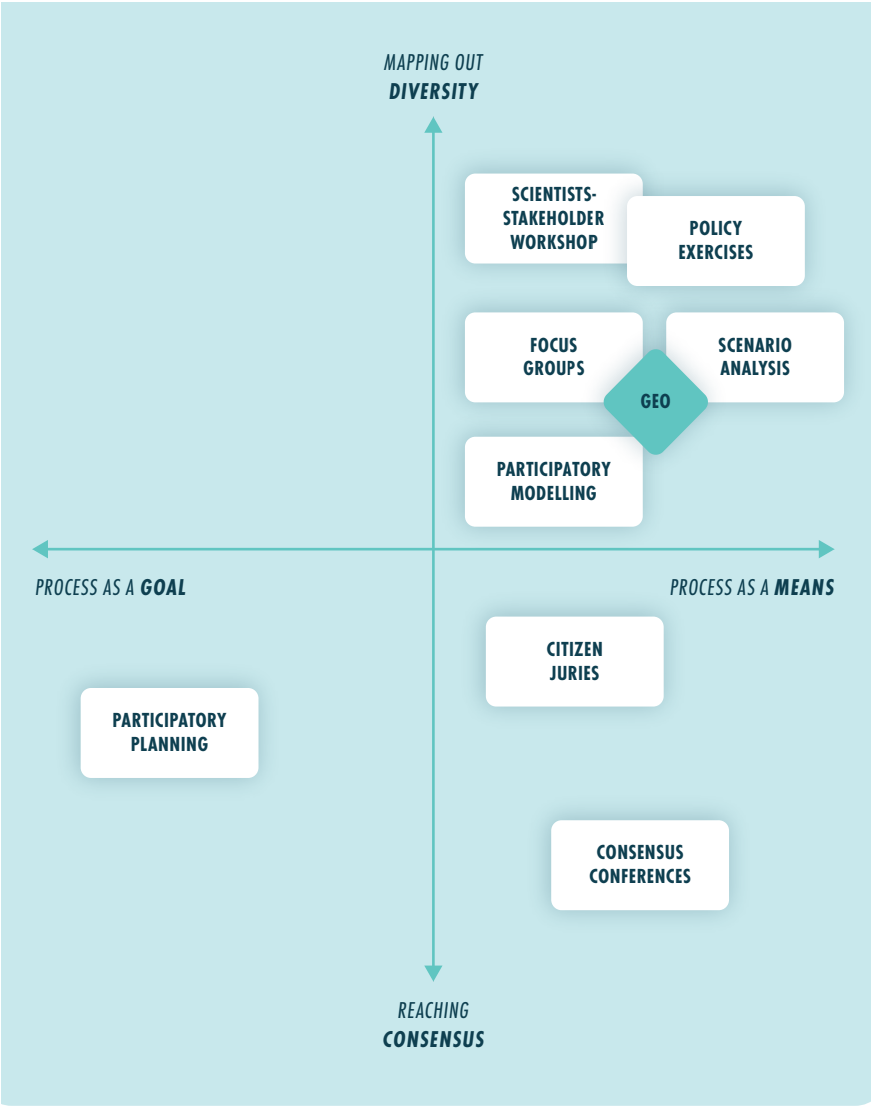 MAPPING OUT
DIVERSITY
SCIENTISTS-
STAKEHOLDER
WORKSHOP
POLICY
EXERCISES
FOCUS
GROUPS
SCENARIO
ANALYSIS
GEO
PARTICIPATORY
MODELLING
PROCESS AS A GOAL
PROCESS AS A MEANS
CITIZEN
JURIES
PARTICIPATORY
PLANNING
CONSENSUS
CONFERENCES
REACHING
CONSENSUS